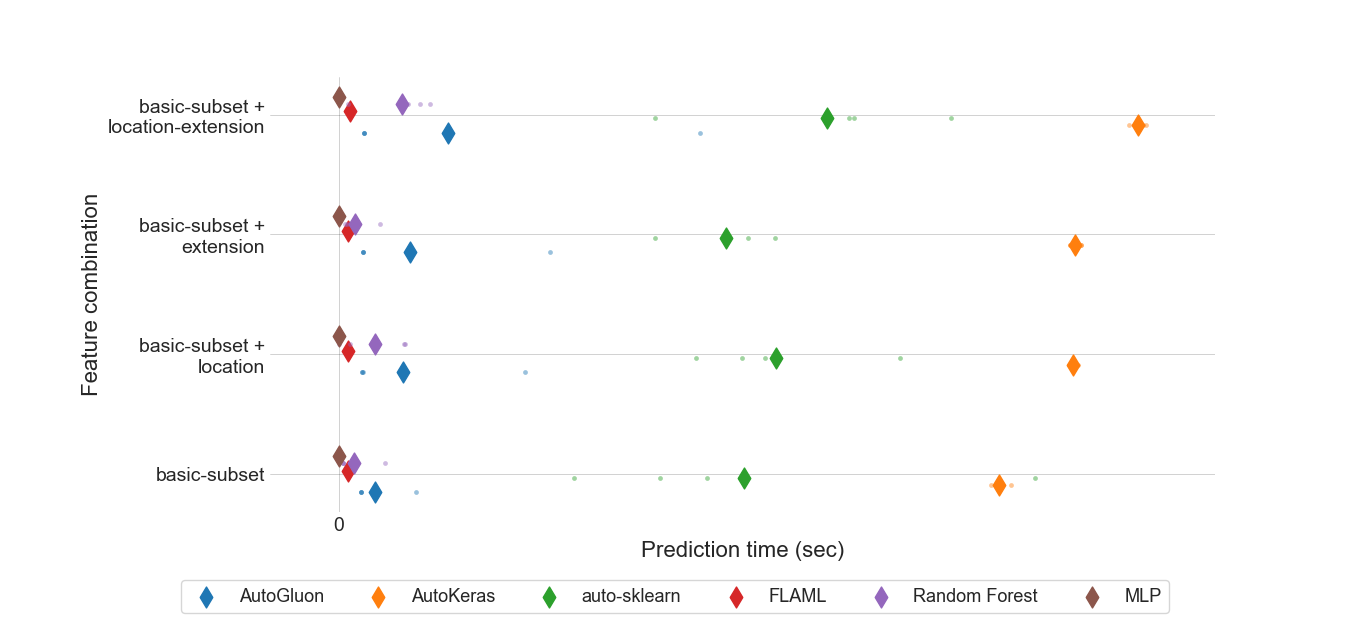 basic-subset +
location-extension
basic-subset +
extension
basic-subset +
location
basic-subset
Feature combination
0
Prediction time (sec)
AutoGluon AutoKeras auto-sklearn FLAML Random Forest MLP